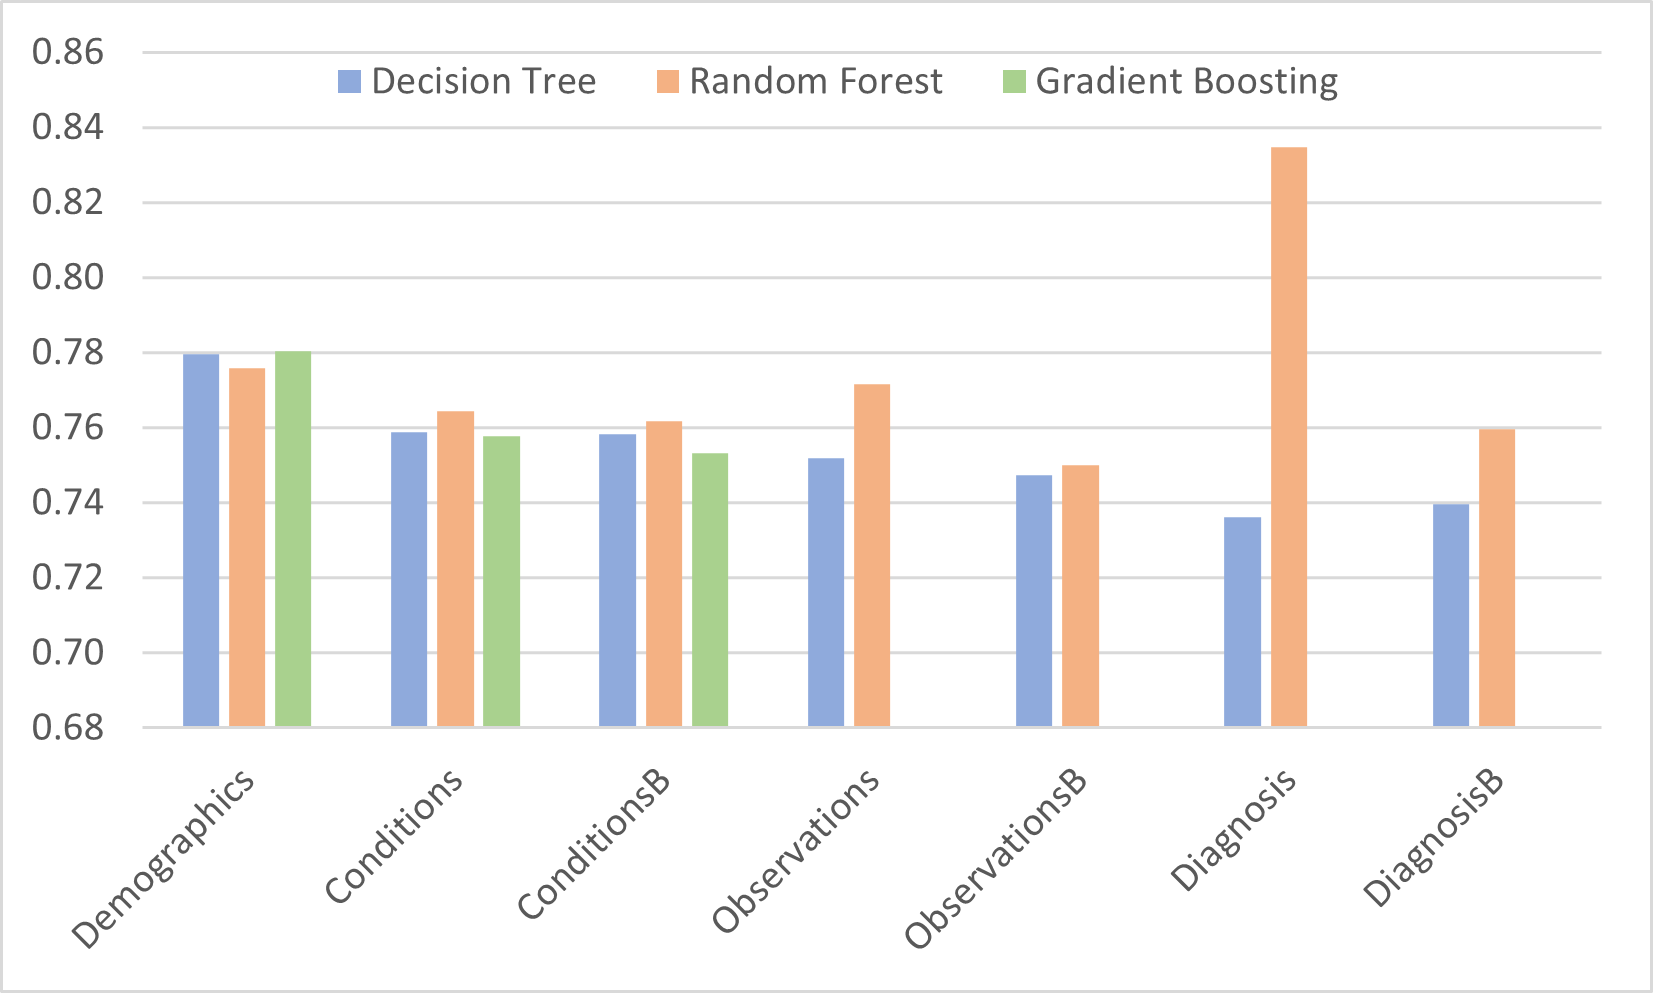 0.86
Decision Tree Random Forest Gradient Boosting
0.84
0.82
0.80
0.78
0.76
0.74
0.72
0.70
0.68
Demographics
Conditions
ConditionsB
Observations
ObservationsB
Diagnosis
DiagnosisB